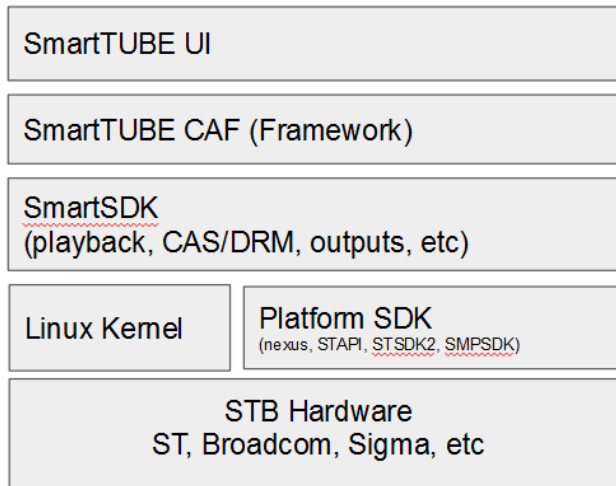 SmartTUBE UI
SmartTUBE CAF (Framework)
SmartSDK
(playback, CAS/DRM, outputs, etc)
Linux Kernel
Platform SDK
(nexus, STAPI, STSDK2, SMPSDK)
STB Hardware
ST, Broadcom, Sigma, etc